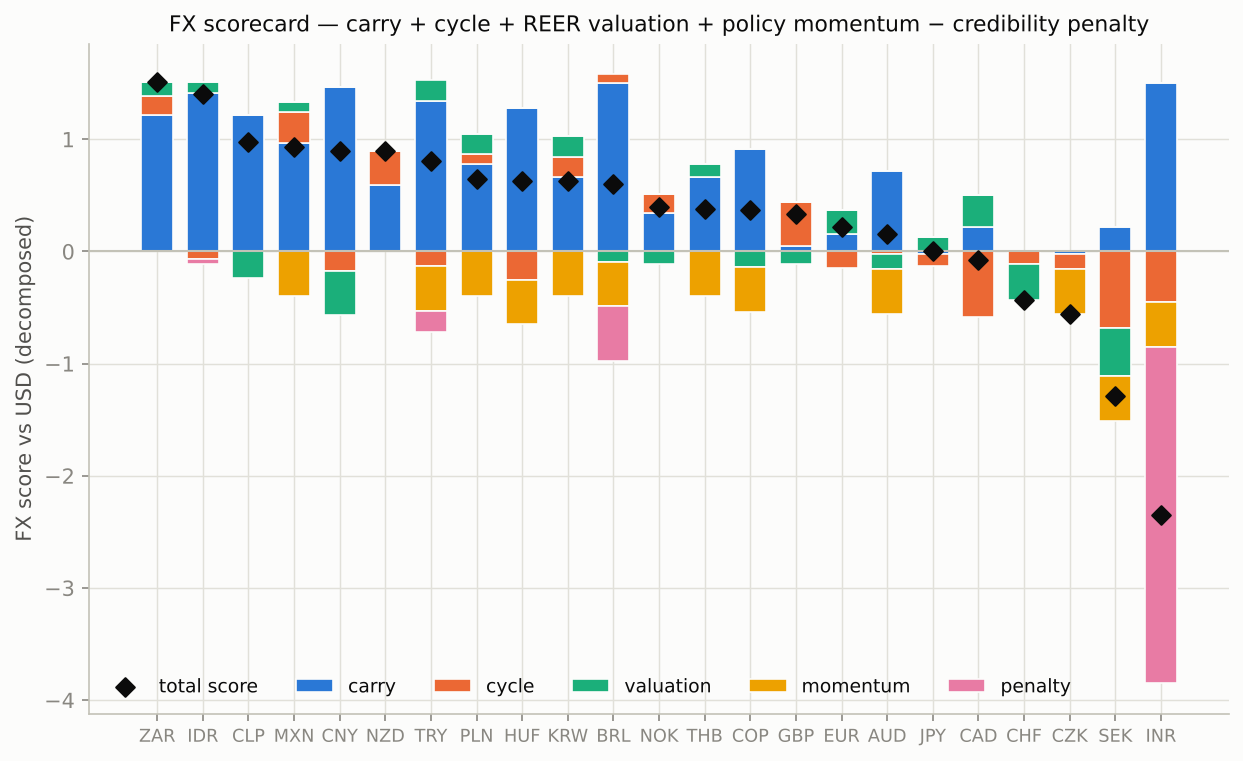 FX scorecard — carry + cycle + REER valuation + policy momentum − credibility penalty
FX score vs USD (decomposed)
1
0
−1
−2
−3
−4
total score carry cycle valuation momentum penalty
ZAR IDR CLP MXN CNY NZD TRY PLN HUF KRW BRL NOK THB COP GBP EUR AUD JPY CAD CHF CZK SEK INR